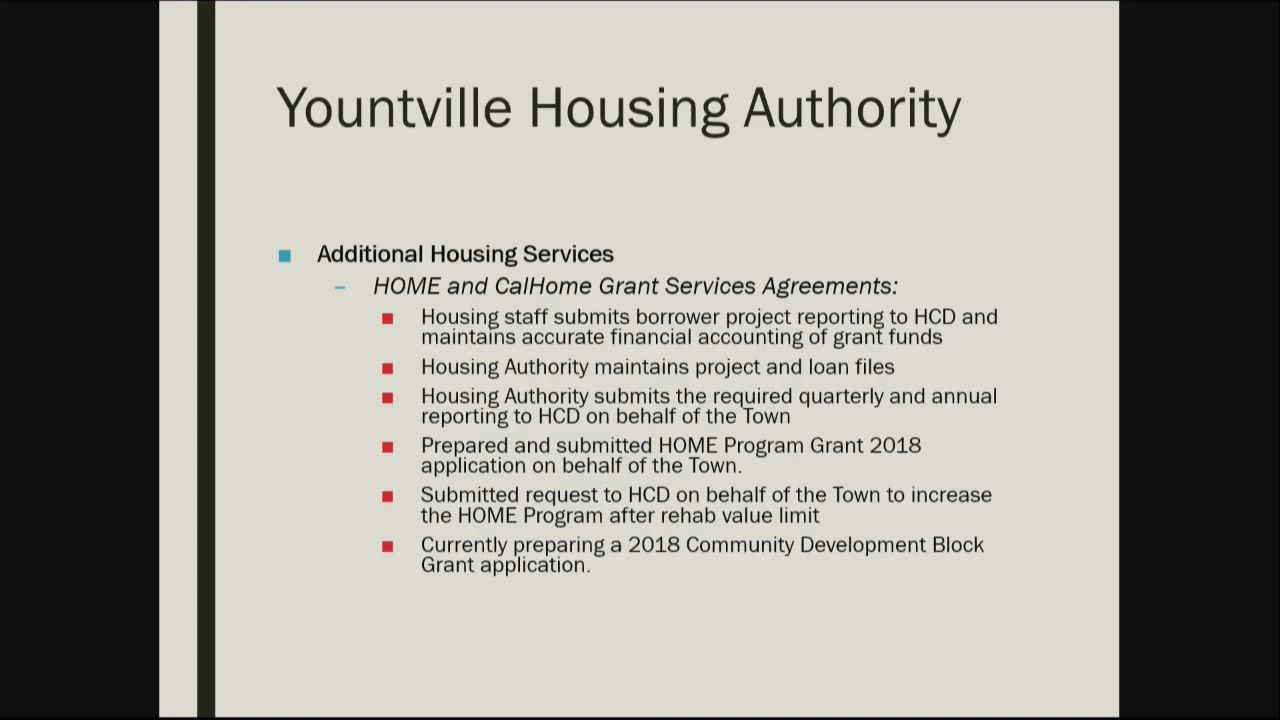 Yountville Housing Authority
Additional Housing Services
– HOME and CalHome Grant Services Agreements:
Housing staff submits borrower project reporting to HCD and
maintains accurate financial accounting of grant funds
Housing Authority maintains project and loan files
Housing Authority submits the required quarterly and annual
reporting to HCD on behalf of the Town
Prepared and submitted HOME Program Grant 2018
application on behalf of the Town.
Submitted request to HCD on behalf of the Town to increase
the HOME Program after rehab value limit
Currently preparing a 2018 Community Development Block
Grant application.